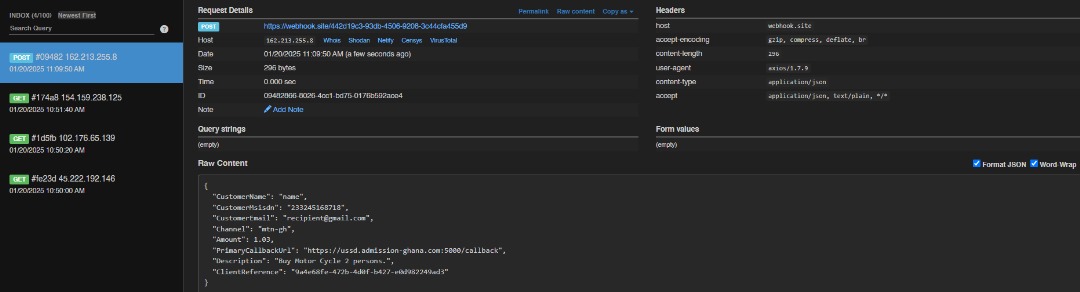 INBOX (4/100) Newest First
Search Query
POST #09482 162.213.255.8
01/20/2025 11:09:50 AM
GET #174a8 154.159.238.125
01/20/2025 10:51:40 AM
GET #1d5fb 102.176.65.139
01/20/2025 10:50:20 AM
GET #fe23d 45.222.192.146
01/20/2025 10:50:00 AM
Request Details Permalink Raw content Copy as
POST https://webhook.site/442d19c3-93db-4506-9206-3c44cfa455d9
Host 162.213.255.8 Whois Shodan Netify Censys VirusTotal
Date 01/20/2025 11:09:50 AM (a few seconds ago)
Size 296 bytes
Time 0.000 sec
ID 09482866-8026-4cc1-bd75-0176b592ace4
Note Add Note
Query strings
(empty)
Headers
host webhook.site
accept-encoding gzip, compress, deflate, br
content-length 296
user-agent axios/1.7.9
content-type application/json
accept application/json, text/plain, */*
Form values
(empty)
Raw Content Format JSON Word-Wrap
{
"CustomerName": "name",
"CustomerMsisdn": "233245168718",
"CustomerEmail": "recipient@gmail.com",
"Channel": "mtn-gh",
"Amount": 1.03,
"PrimaryCallbackUrl": "https://ussd.admission-ghana.com:5000/callback",
"Description": "Buy Motor Cycle 2 persons.",
"ClientReference": "9a4e68fe-472b-4d0f-b427-e0d982249ad3"
}